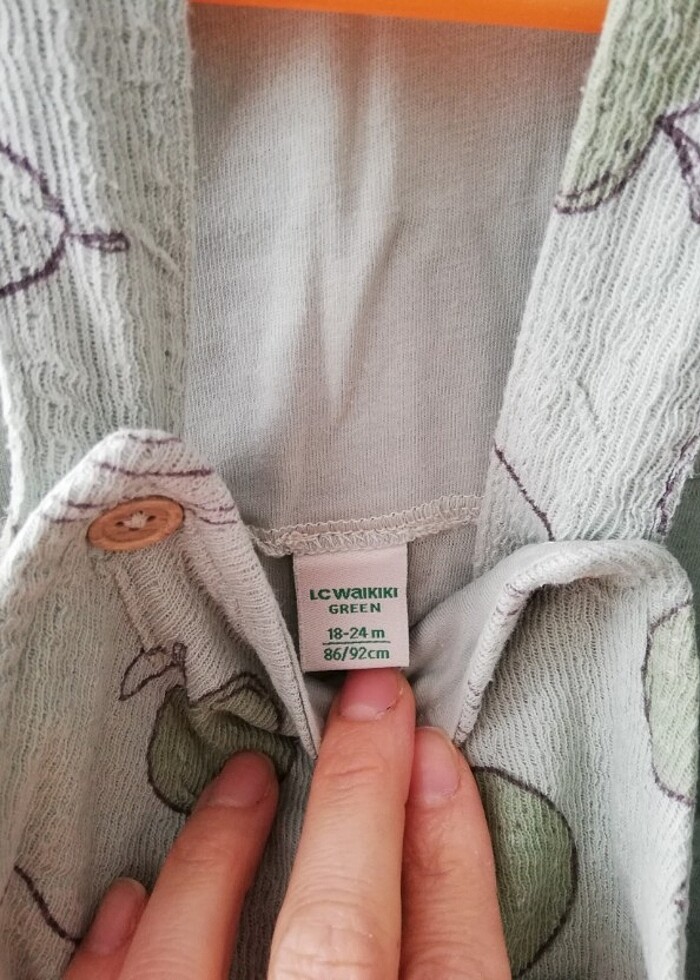 LC WAIKIKI
GREEN
18-24 m
86/92cm